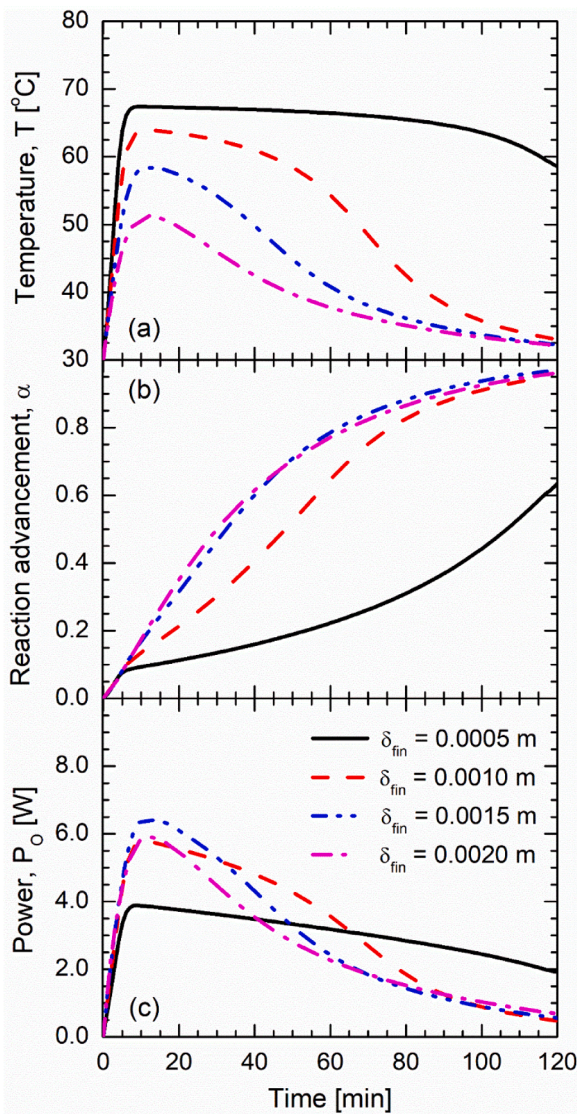 80
70
60
50
40
30
Temperature, T [°C]
(a)
(b)
0.8
0.6
0.4
0.2
0.0
Reaction advancement, α
8.0
6.0
4.0
2.0
0.0
Power, P_O [W]
δ_fin = 0.0005 m
δ_fin = 0.0010 m
δ_fin = 0.0015 m
δ_fin = 0.0020 m
(c)
0 20 40 60 80 100 120
Time [min]